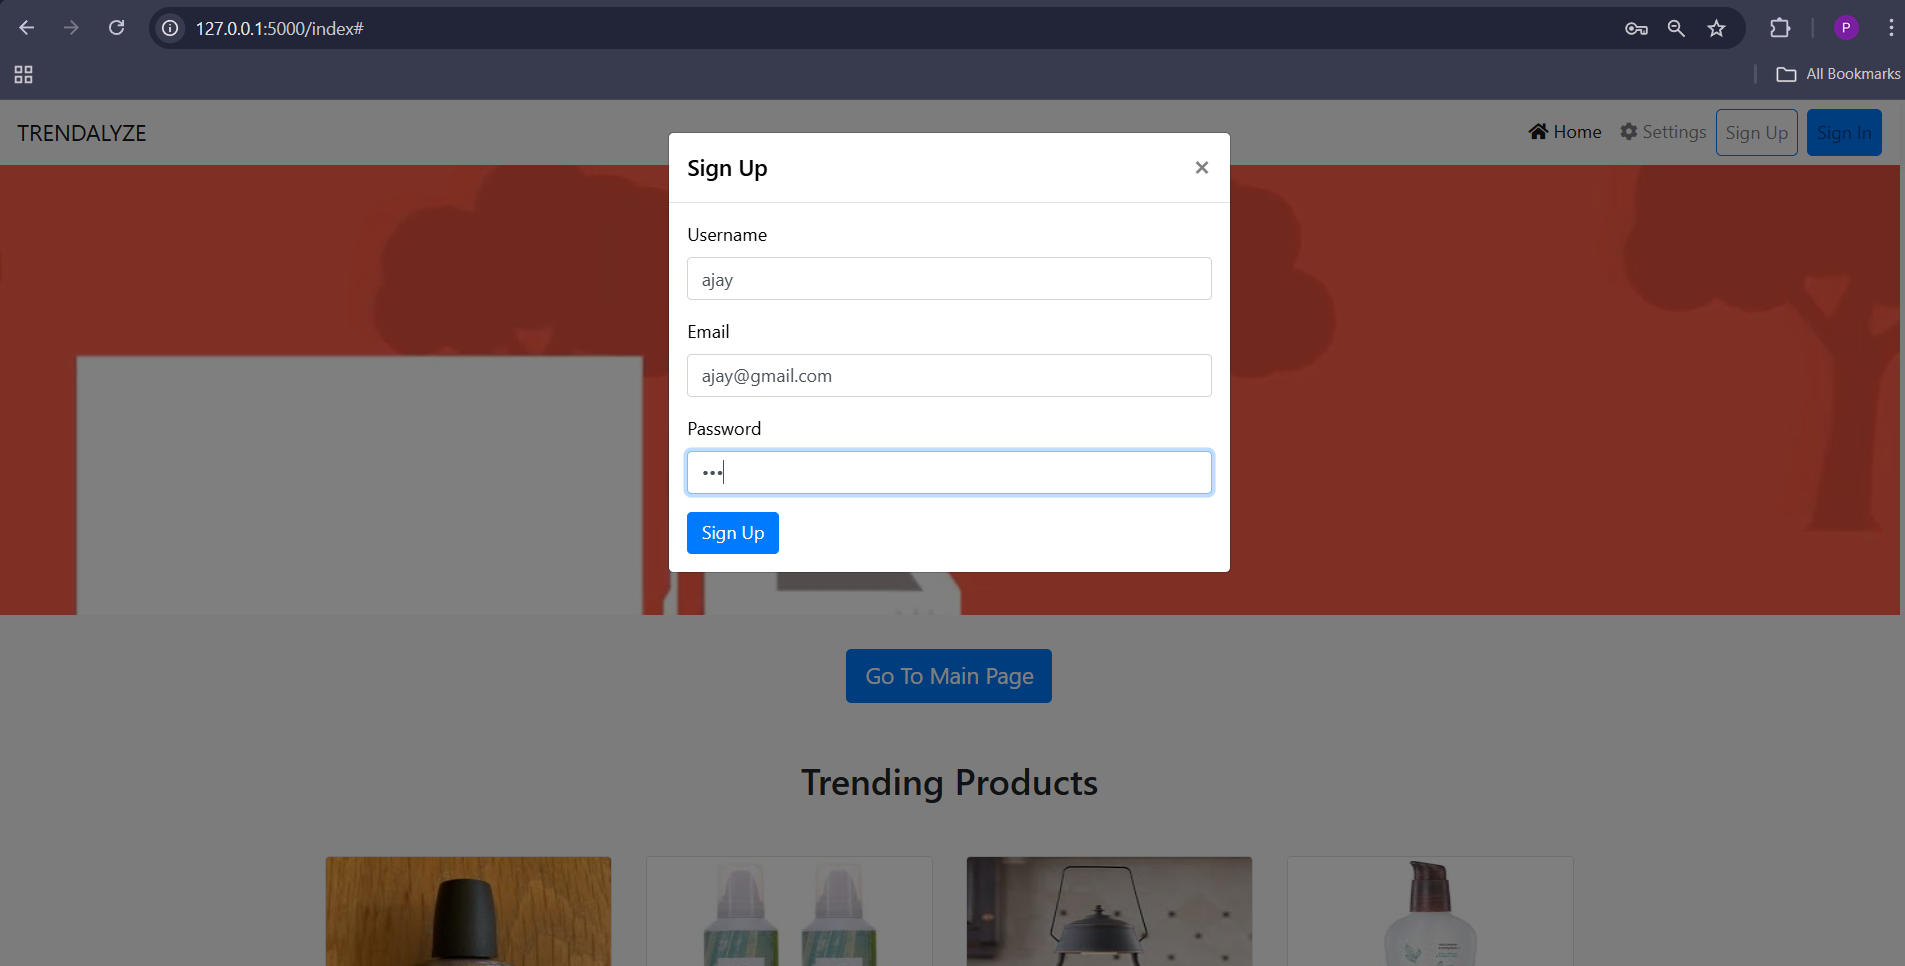 127.0.0.1:5000/index#
P
All Bookmarks
TRENDALYZE
Home
Settings
Sign Up
Sign In
Sign Up
×
Username
ajay
Email
ajay@gmail.com
Password
•••
Sign Up
Go To Main Page
Trending Products